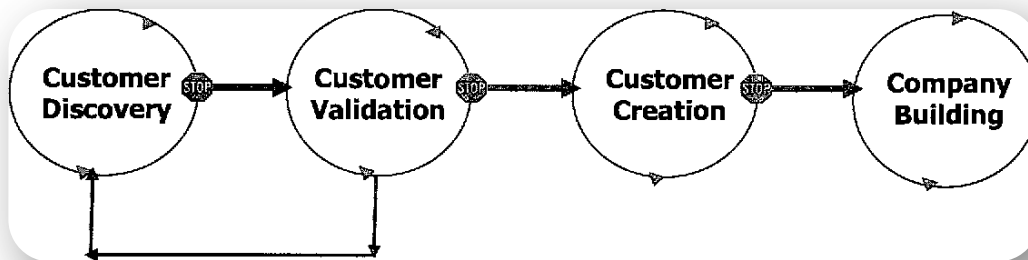 Customer
Discovery
STOP
Customer
Validation
STOP
Customer
Creation
STOP
Company
Building